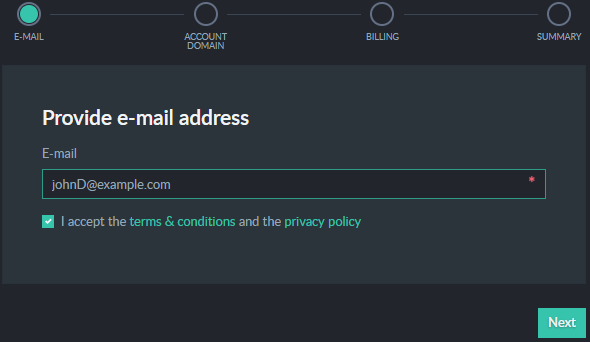 E-MAIL
ACCOUNT
DOMAIN
BILLING
SUMMARY
Provide e-mail address
E-mail
johnD@example.com *
I accept the terms & conditions and the privacy policy
Next